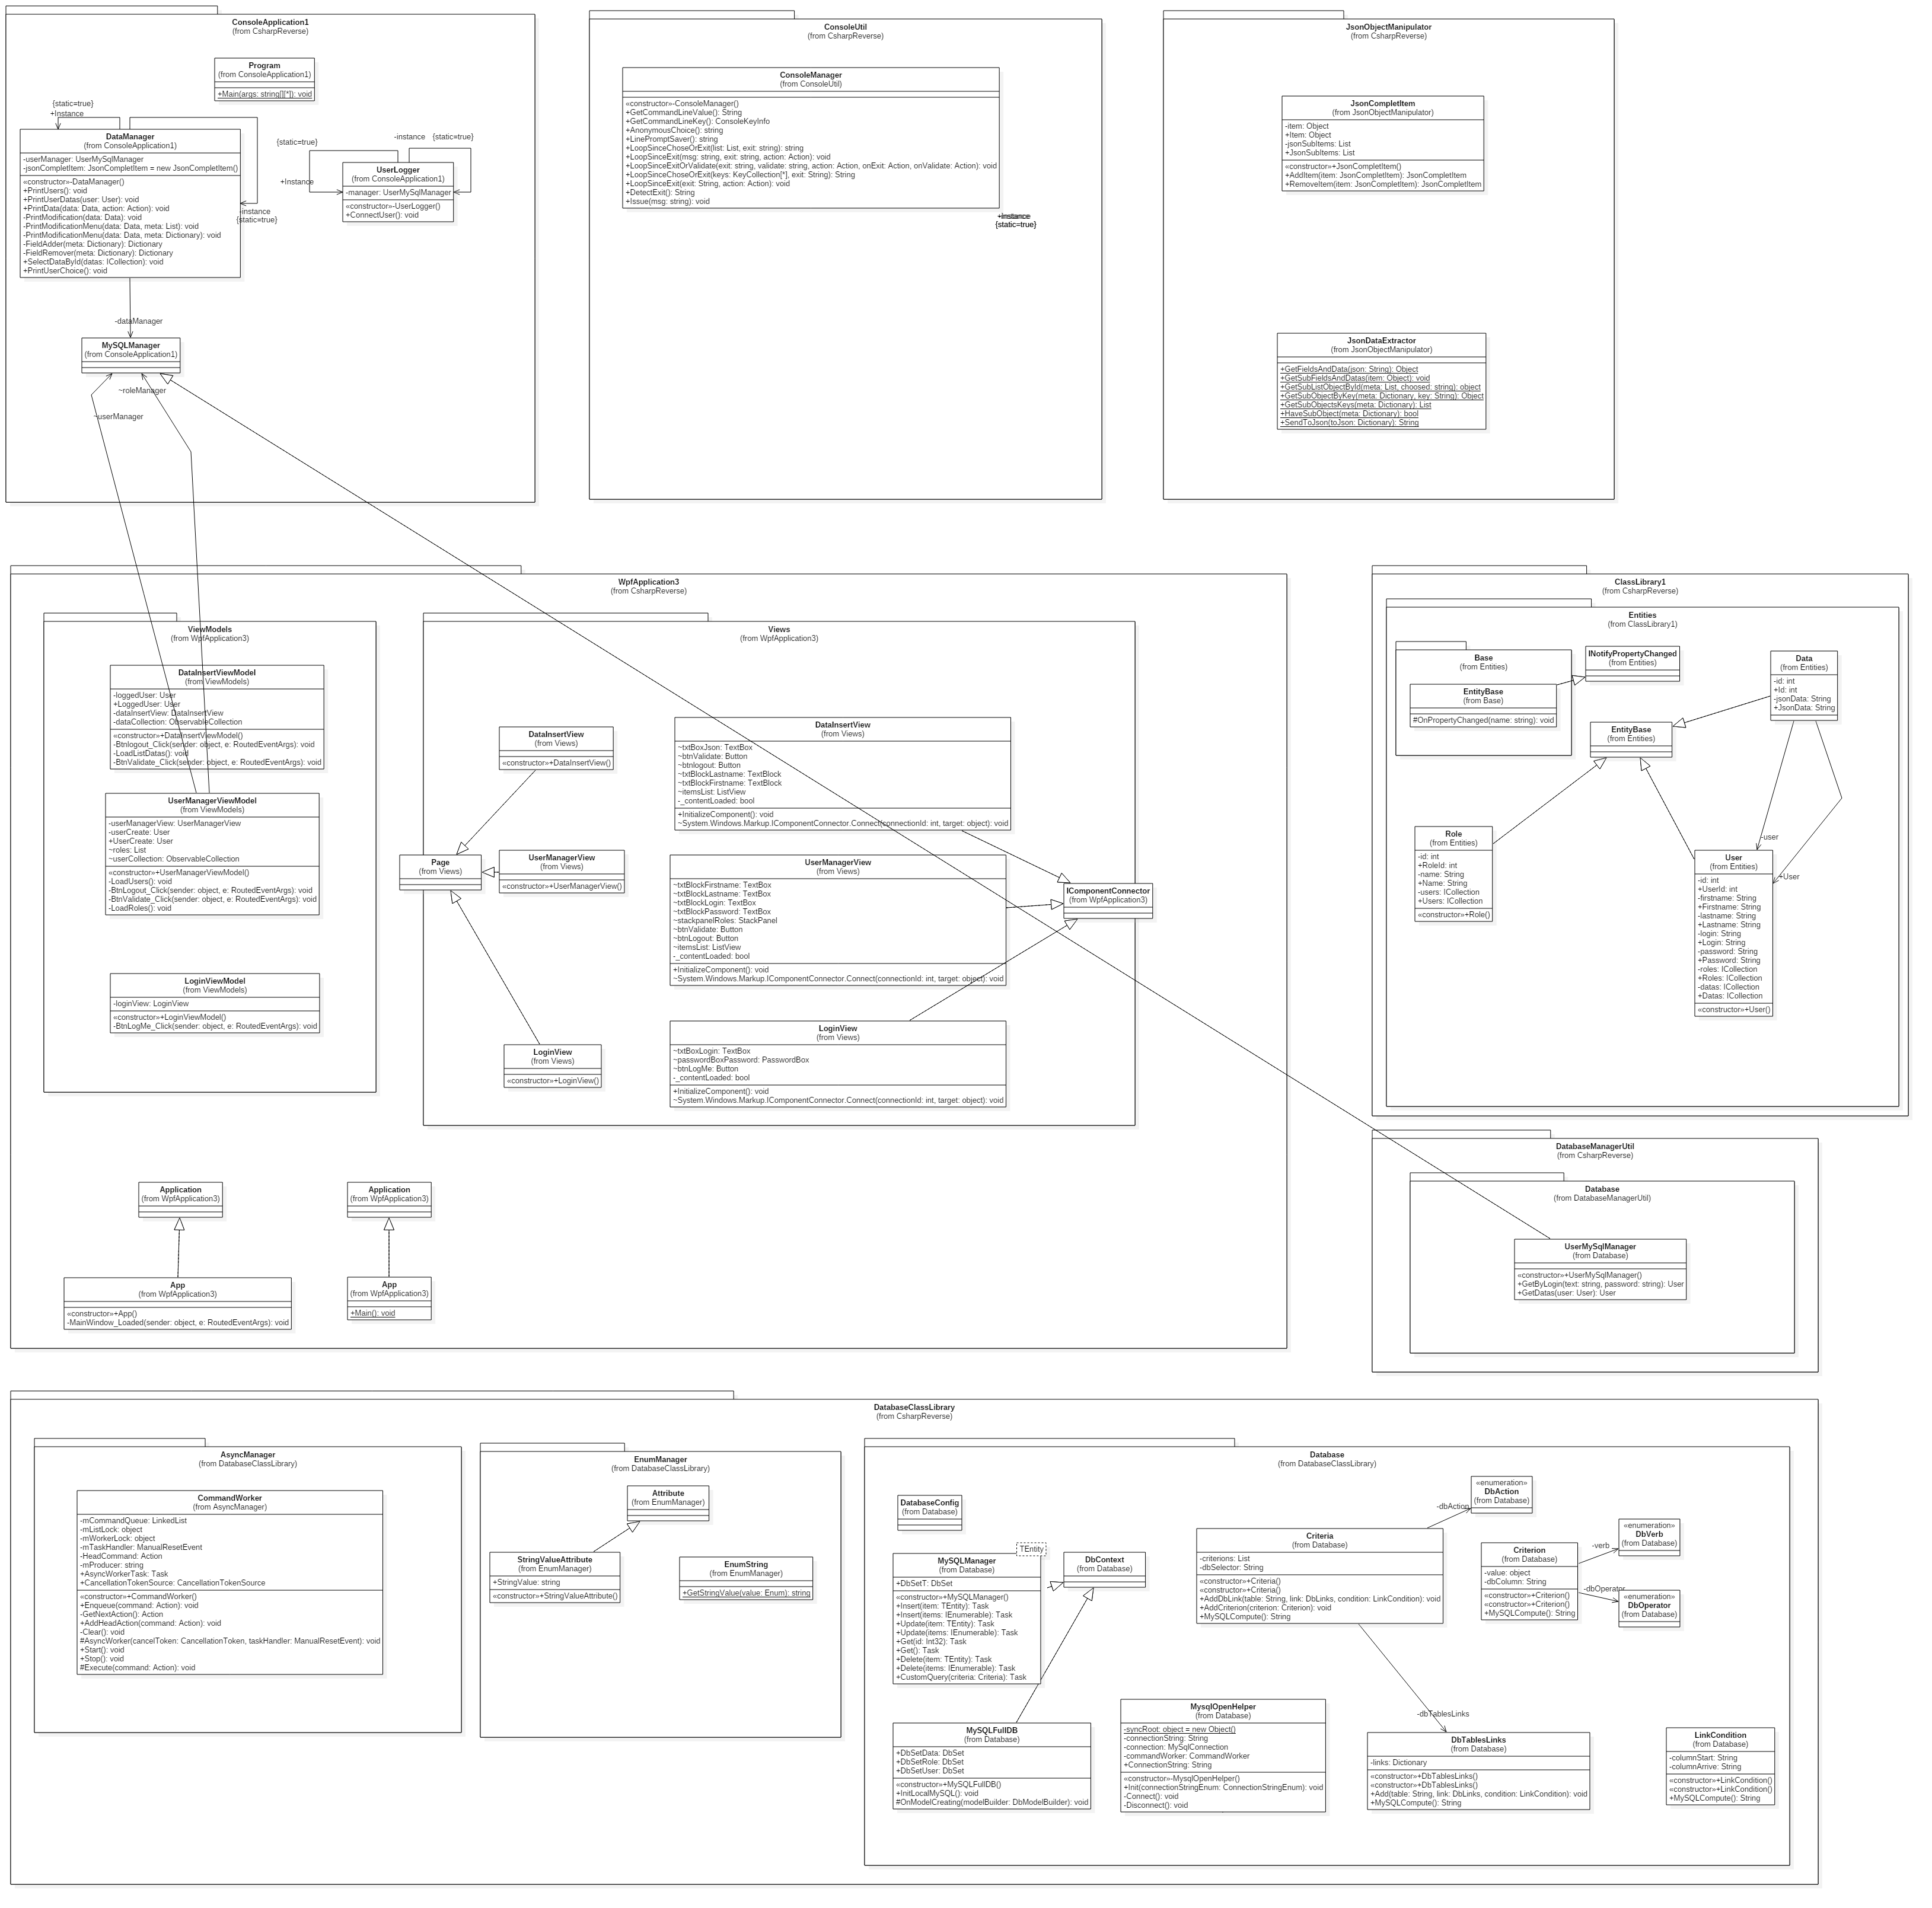 ConsoleApplication1
(from CsharpReverse)
Program
(from ConsoleApplication1)
+Main(args: string[][*]): void
{static=true}
+Instance
DataManager
(from ConsoleApplication1)
-userManager: UserMySqlManager
-jsonCompletItem: JsonCompletItem = new JsonCompletItem()
«constructor»-DataManager()
+PrintUsers(): void
+PrintUserDatas(user: User): void
+PrintData(data: Data, action: Action): void
-PrintModification(data: Data): void
-PrintModificationMenu(data: Data, meta: List): void
-PrintModificationMenu(data: Data, meta: Dictionary): void
-FieldAdder(meta: Dictionary): Dictionary
-FieldRemover(meta: Dictionary): Dictionary
+SelectDataById(datas: ICollection): void
+PrintUserChoice(): void
-instance
{static=true}
{static=true}
+Instance
-instance
{static=true}
UserLogger
(from ConsoleApplication1)
-manager: UserMySqlManager
«constructor»-UserLogger()
+ConnectUser(): void
-dataManager
MySQLManager
(from ConsoleApplication1)
~roleManager
~userManager
ConsoleUtil
(from CsharpReverse)
ConsoleManager
(from ConsoleUtil)
«constructor»-ConsoleManager()
+GetCommandLineValue(): String
+GetCommandLineKey(): ConsoleKeyInfo
+AnonymousChoice(): string
+LinePromptSaver(): string
+LoopSinceChoseOrExit(list: List, exit: string): string
+LoopSinceExit(msg: string, exit: string, action: Action): void
+LoopSinceExitOrValidate(exit: string, validate: string, action: Action, onExit: Action, onValidate: Action): void
+LoopSinceChoseOrExit(keys: KeyCollection[*], exit: String): String
+LoopSinceExit(exit: String, action: Action): void
+DetectExit(): String
+Issue(msg: string): void
{static=true}
JsonObjectManipulator
(from CsharpReverse)
JsonCompletItem
(from JsonObjectManipulator)
-item: Object
+Item: Object
-jsonSubItems: List
+JsonSubItems: List
«constructor»+JsonCompletItem()
+AddItem(item: JsonCompletItem): JsonCompletItem
+RemoveItem(item: JsonCompletItem): JsonCompletItem
JsonDataExtractor
(from JsonObjectManipulator)
+GetFieldsAndData(json: String): Object
+GetSubFieldsAndDatas(item: Object): void
+GetSubListObjectById(meta: List, choosed: string): object
+GetSubObjectByKey(meta: Dictionary, key: String): Object
+GetSubObjectsKeys(meta: Dictionary): List
+HaveSubObject(meta: Dictionary): bool
+SendToJson(toJson: Dictionary): String
WpfApplication3
(from CsharpReverse)
ViewModels
(from WpfApplication3)
DataInsertViewModel
(from ViewModels)
-loggedUser: User
+LoggedUser: User
-dataInsertView: DataInsertView
-dataCollection: ObservableCollection
«constructor»+DataInsertViewModel()
-Btnlogout_Click(sender: object, e: RoutedEventArgs): void
-LoadListDatas(): void
-BtnValidate_Click(sender: object, e: RoutedEventArgs): void
UserManagerViewModel
(from ViewModels)
-userManagerView: UserManagerView
-userCreate: User
+UserCreate: User
~roles: List
~userCollection: ObservableCollection
«constructor»+UserManagerViewModel()
-LoadUsers(): void
-BtnLogout_Click(sender: object, e: RoutedEventArgs): void
-BtnValidate_Click(sender: object, e: RoutedEventArgs): void
-LoadRoles(): void
LoginViewModel
(from ViewModels)
-loginView: LoginView
«constructor»+LoginViewModel()
-BtnLogMe_Click(sender: object, e: RoutedEventArgs): void
Views
(from WpfApplication3)
DataInsertView
(from Views)
«constructor»+DataInsertView()
DataInsertView
(from Views)
~txtBoxJson: TextBox
~btnValidate: Button
~btnlogout: Button
~txtBlockLastname: TextBlock
~txtBlockFirstname: TextBlock
~itemsList: ListView
-_contentLoaded: bool
+InitializeComponent(): void
~System.Windows.Markup.IComponentConnector.Connect(connectionId: int, target: object): void
Page
(from Views)
UserManagerView
(from Views)
«constructor»+UserManagerView()
UserManagerView
(from Views)
~txtBlockFirstname: TextBox
~txtBlockLastname: TextBox
~txtBlockLogin: TextBox
~txtBlockPassword: TextBox
~stackpanelRoles: StackPanel
~btnValidate: Button
~btnLogout: Button
~itemsList: ListView
-_contentLoaded: bool
+InitializeComponent(): void
~System.Windows.Markup.IComponentConnector.Connect(connectionId: int, target: object): void
IComponentConnector
(from WpfApplication3)
LoginView
(from Views)
«constructor»+LoginView()
LoginView
(from Views)
~txtBoxLogin: TextBox
~passwordBoxPassword: PasswordBox
~btnLogMe: Button
-_contentLoaded: bool
+InitializeComponent(): void
~System.Windows.Markup.IComponentConnector.Connect(connectionId: int, target: object): void
Application
(from WpfApplication3)
Application
(from WpfApplication3)
App
(from WpfApplication3)
«constructor»+App()
-MainWindow_Loaded(sender: object, e: RoutedEventArgs): void
App
(from WpfApplication3)
+Main(): void
ClassLibrary1
(from CsharpReverse)
Entities
(from ClassLibrary1)
Base
(from Entities)
EntityBase
(from Base)
#OnPropertyChanged(name: string): void
INotifyPropertyChanged
(from Entities)
Data
(from Entities)
-id: int
+Id: int
-jsonData: String
+JsonData: String
EntityBase
(from Entities)
Role
(from Entities)
-id: int
+RoleId: int
-name: String
+Name: String
-users: ICollection
+Users: ICollection
«constructor»+Role()
-user
+User
User
(from Entities)
-id: int
+UserId: int
-firstname: String
+Firstname: String
-lastname: String
+Lastname: String
-login: String
+Login: String
-password: String
+Password: String
-roles: ICollection
+Roles: ICollection
-datas: ICollection
+Datas: ICollection
«constructor»+User()
DatabaseManagerUtil
(from CsharpReverse)
Database
(from DatabaseManagerUtil)
UserMySqlManager
(from Database)
«constructor»+UserMySqlManager()
+GetByLogin(text: string, password: string): User
+GetDatas(user: User): User
DatabaseClassLibrary
(from CsharpReverse)
AsyncManager
(from DatabaseClassLibrary)
CommandWorker
(from AsyncManager)
-mCommandQueue: LinkedList
-mListLock: object
-mWorkerLock: object
-mTaskHandler: ManualResetEvent
-HeadCommand: Action
-mProducer: string
+AsyncWorkerTask: Task
+CancellationTokenSource: CancellationTokenSource
«constructor»+CommandWorker()
+Enqueue(command: Action): void
-GetNextAction(): Action
+AddHeadAction(command: Action): void
-Clear(): void
#AsyncWorker(cancelToken: CancellationToken, taskHandler: ManualResetEvent): void
+Start(): void
+Stop(): void
#Execute(command: Action): void
EnumManager
(from DatabaseClassLibrary)
Attribute
(from EnumManager)
StringValueAttribute
(from EnumManager)
+StringValue: string
«constructor»+StringValueAttribute()
EnumString
(from EnumManager)
+GetStringValue(value: Enum): string
Database
(from DatabaseClassLibrary)
DatabaseConfig
(from Database)
TEntity
MySQLManager
(from Database)
+DbSetT: DbSet
«constructor»+MySQLManager()
+Insert(item: TEntity): Task
+Insert(items: IEnumerable): Task
+Update(item: TEntity): Task
+Update(items: IEnumerable): Task
+Get(id: Int32): Task
+Get(): Task
+Delete(item: TEntity): Task
+Delete(items: IEnumerable): Task
+CustomQuery(criteria: Criteria): Task
DbContext
(from Database)
MySQLFullDB
(from Database)
+DbSetData: DbSet
+DbSetRole: DbSet
+DbSetUser: DbSet
«constructor»+MySQLFullDB()
+InitLocalMySQL(): void
#OnModelCreating(modelBuilder: DbModelBuilder): void
MysqlOpenHelper
(from Database)
-syncRoot: object = new Object()
-connectionString: String
-connection: MySqlConnection
-commandWorker: CommandWorker
+ConnectionString: String
«constructor»-MysqlOpenHelper()
+Init(connectionStringEnum: ConnectionStringEnum): void
-Connect(): void
-Disconnect(): void
Criteria
(from Database)
-criterions: List
-dbSelector: String
«constructor»+Criteria()
«constructor»+Criteria()
+AddDbLink(table: String, link: DbLinks, condition: LinkCondition): void
+AddCriterion(criterion: Criterion): void
+MySQLCompute(): String
-dbAction
«enumeration»
DbAction
(from Database)
Criterion
(from Database)
-value: object
-dbColumn: String
«constructor»+Criterion()
«constructor»+Criterion()
+MySQLCompute(): String
-verb
«enumeration»
DbVerb
(from Database)
-dbOperator
«enumeration»
DbOperator
(from Database)
-dbTablesLinks
DbTablesLinks
(from Database)
-links: Dictionary
«constructor»+DbTablesLinks()
«constructor»+DbTablesLinks()
+Add(table: String, link: DbLinks, condition: LinkCondition): void
+MySQLCompute(): String
LinkCondition
(from Database)
-columnStart: String
-columnArrive: String
«constructor»+LinkCondition()
«constructor»+LinkCondition()
+MySQLCompute(): String